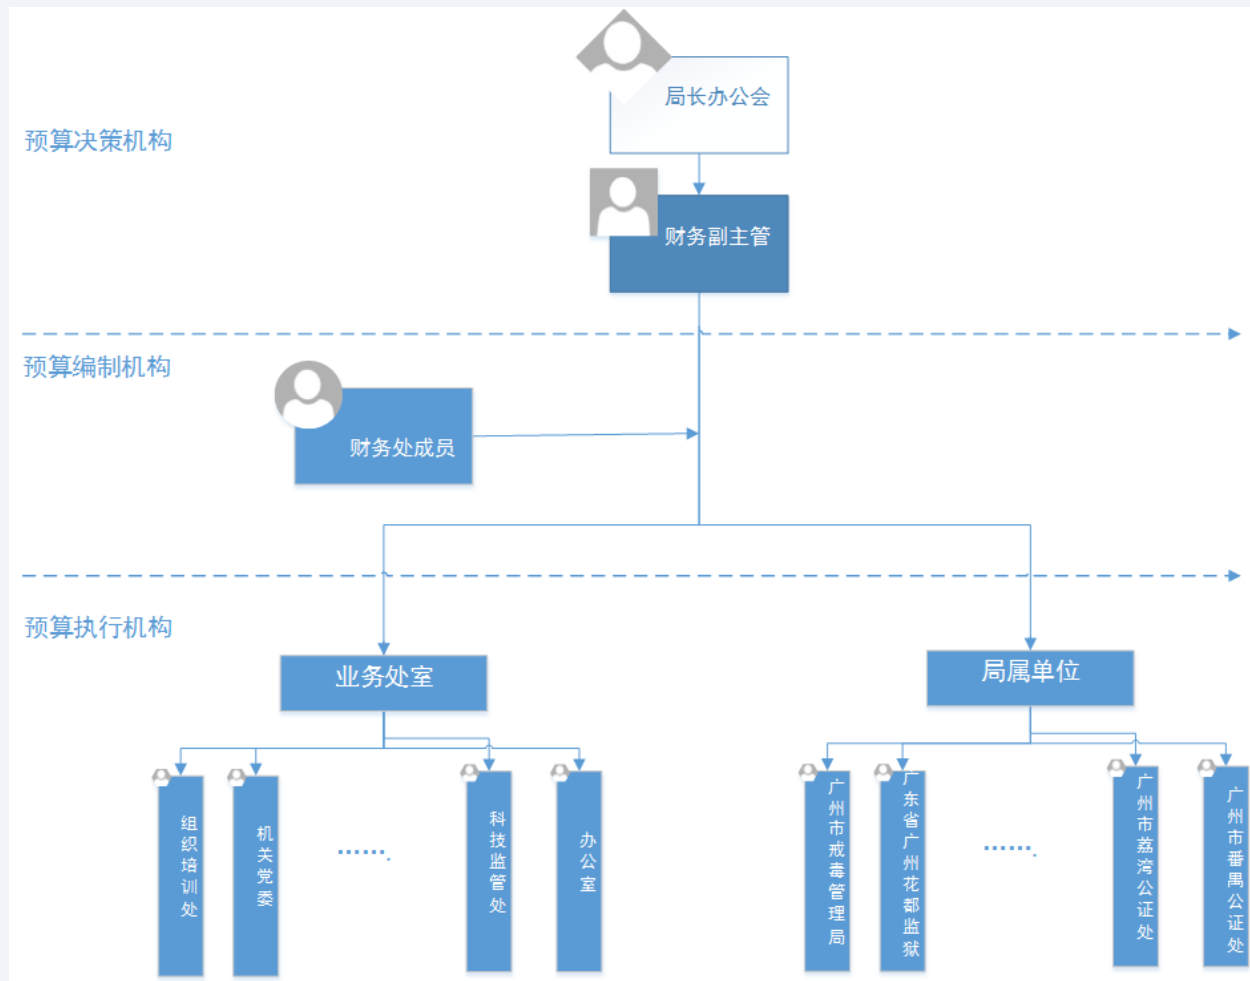 局长办公会
预算决策机构
财务副主管
预算编制机构
财务处成员
预算执行机构
业务处室
局属单位
组织培训处
机关党委
…….
科技监管处
办公室
广州市戒毒管理局
广东省广州花都监狱
…….
广州市荔湾公证处
广州市番禺公证处